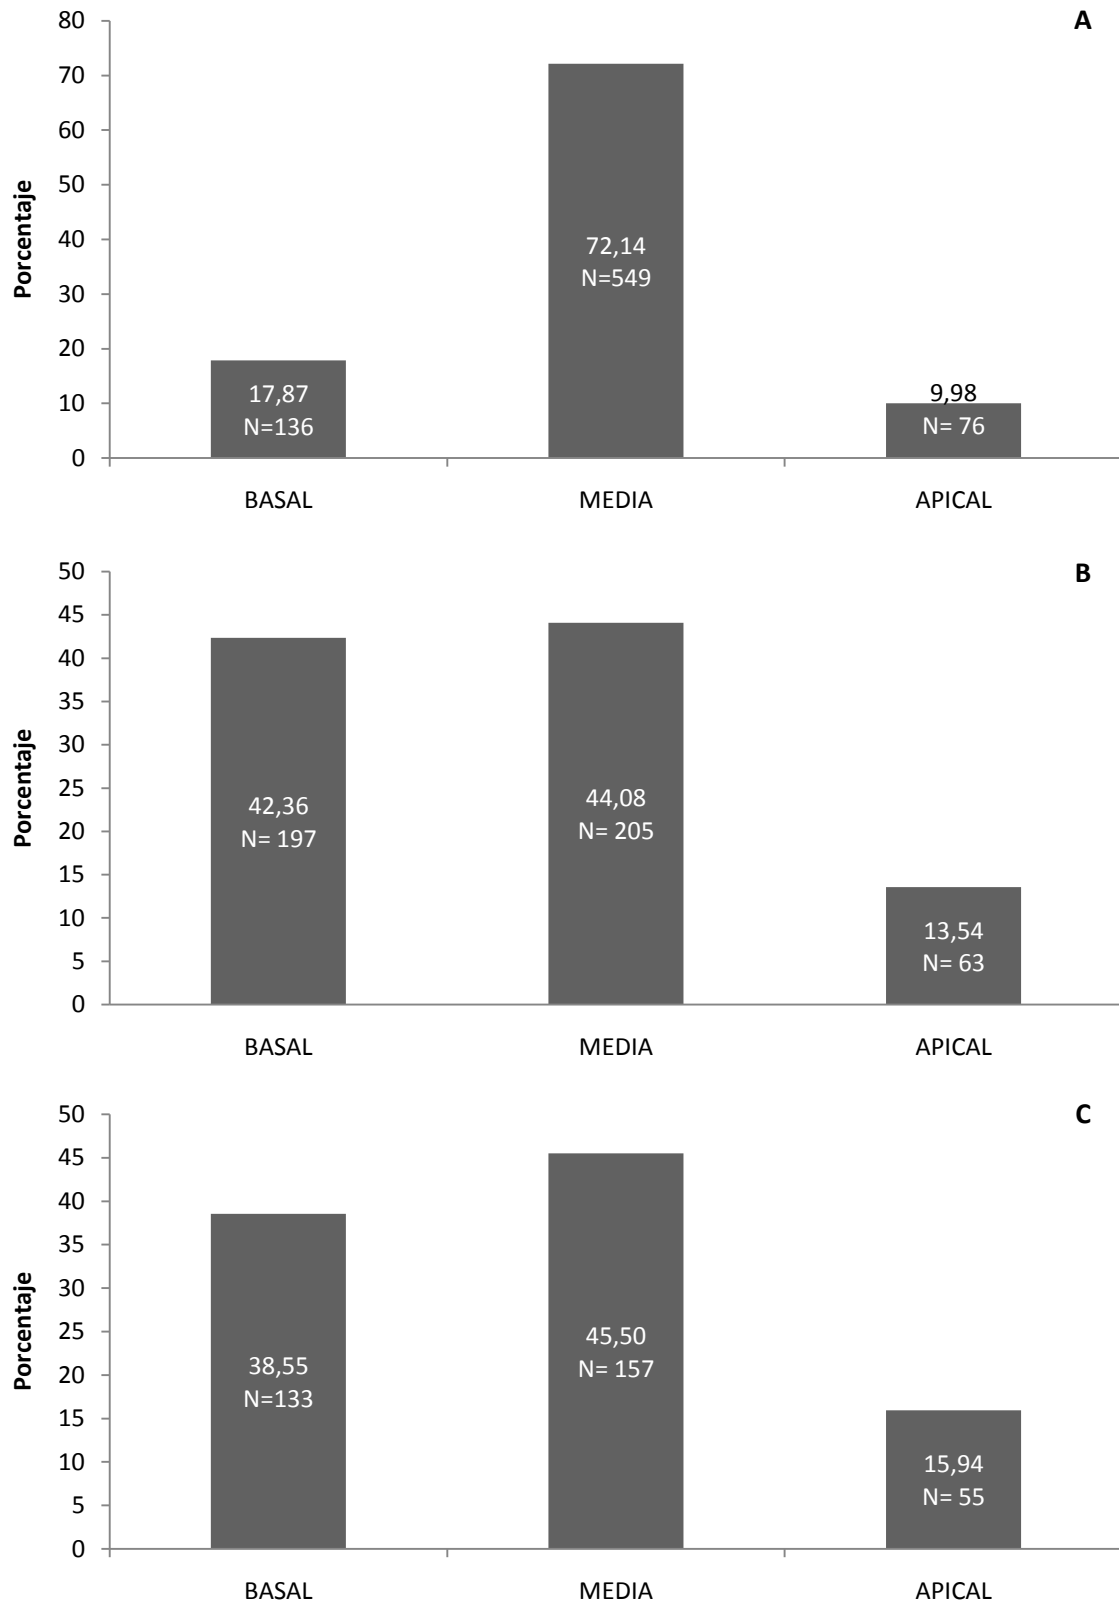 A
Porcentaje
80
70
60
50
40
30
20
10
0
17,87
N=136
72,14
N=549
9,98
N= 76
BASAL MEDIA APICAL
B
Porcentaje
50
45
40
35
30
25
20
15
10
5
0
42,36
N= 197
44,08
N= 205
13,54
N= 63
BASAL MEDIA APICAL
C
Porcentaje
50
45
40
35
30
25
20
15
10
5
0
38,55
N=133
45,50
N= 157
15,94
N= 55
BASAL MEDIA APICAL